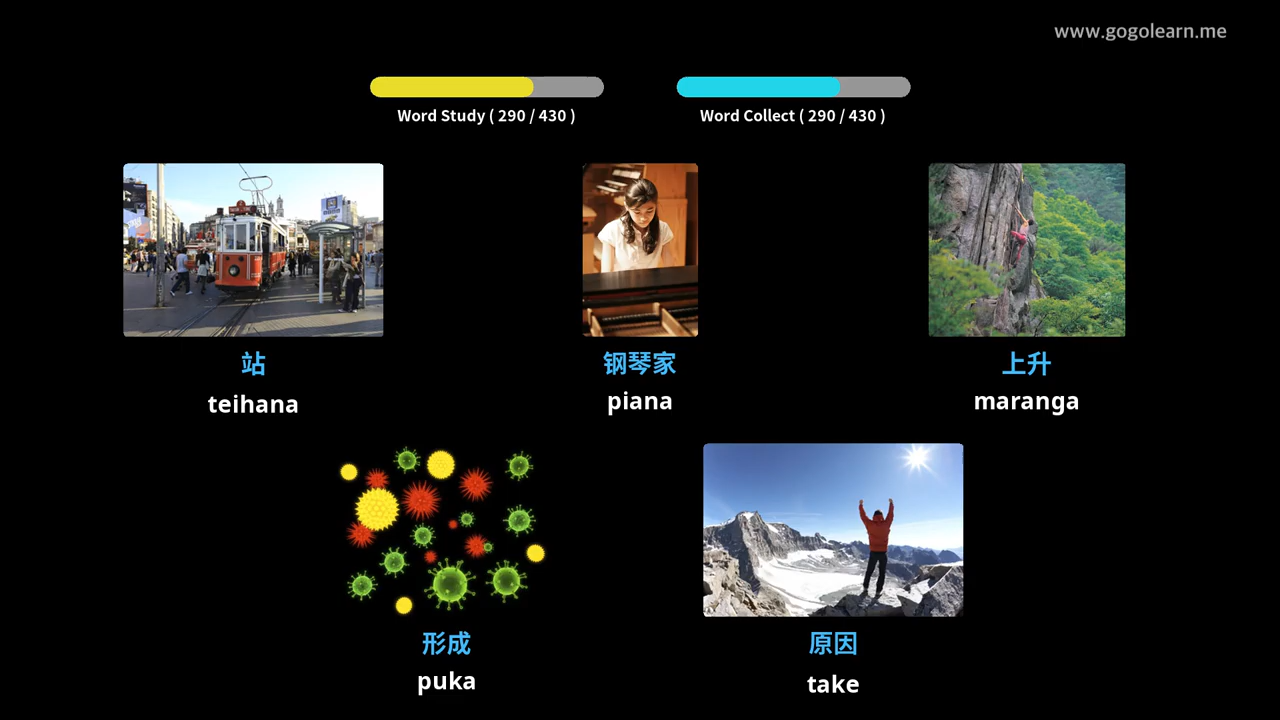 www.gogolearn.me
Word Study ( 290 / 430 )
Word Collect ( 290 / 430 )
站
teihana
钢琴家
piana
上升
maranga
形成
puka
原因
take